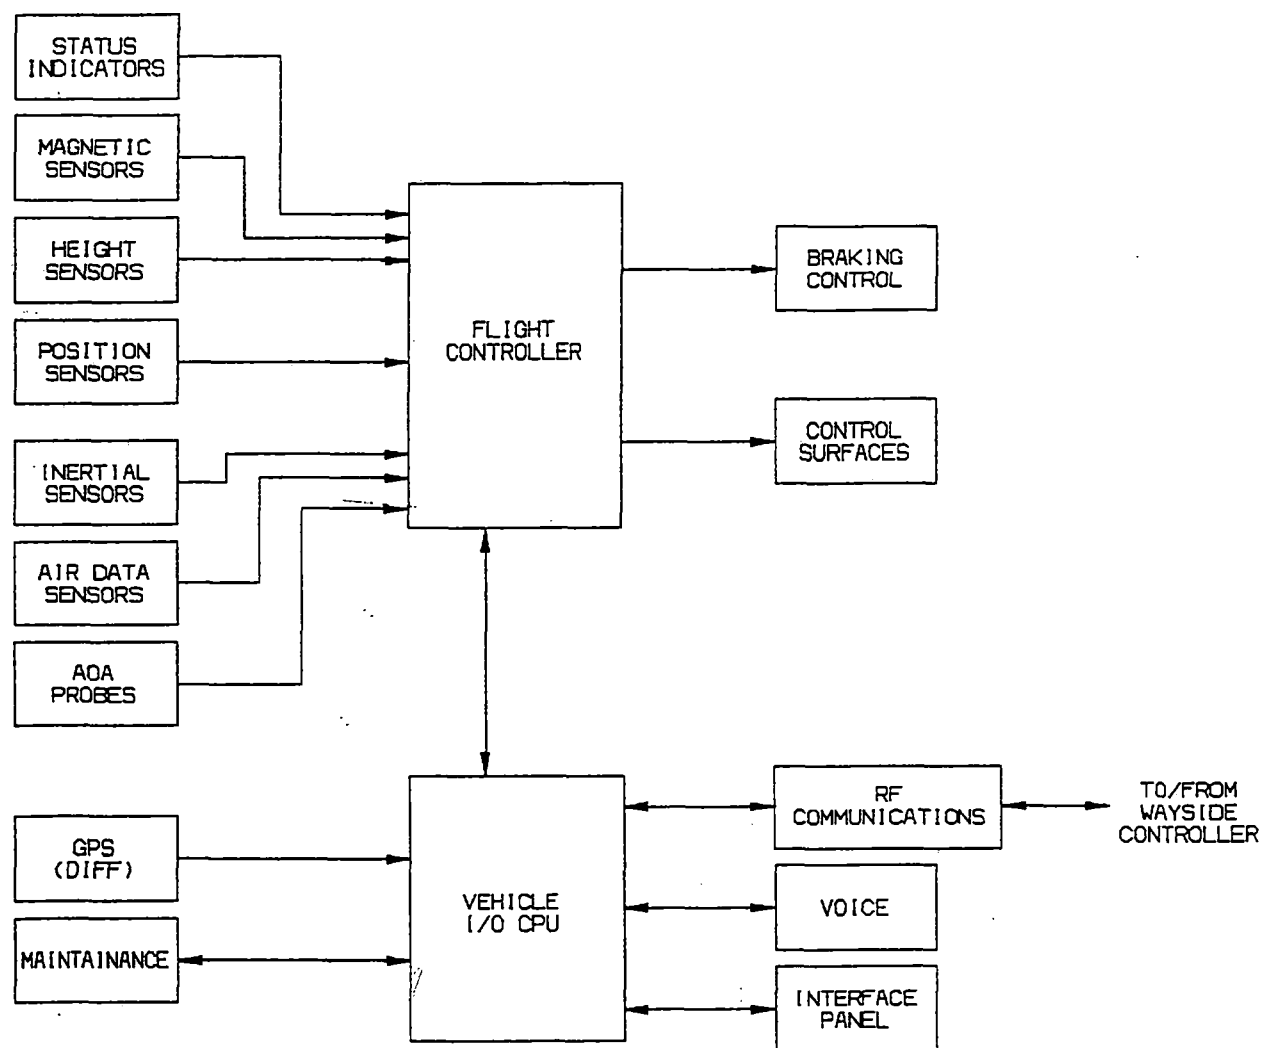 STATUS
INDICATORS
MAGNETIC
SENSORS
HEIGHT
SENSORS
POSITION
SENSORS
INERTIAL
SENSORS
AIR DATA
SENSORS
AOA
PROBES
FLIGHT
CONTROLLER
BRAKING
CONTROL
CONTROL
SURFACES
GPS
(DIFF)
MAINTAINANCE
VEHICLE
I/O CPU
RF
COMMUNICATIONS
TO/FROM
WAYSIDE
CONTROLLER
VOICE
INTERFACE
PANEL